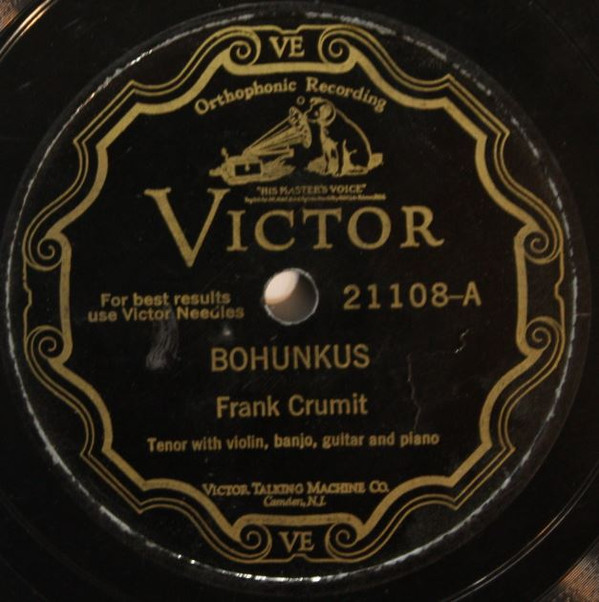 VE
Orthophonic Recording
"HIS MASTER'S VOICE"
VICTOR
For best results
use Victor Needles
21108-A
BOHUNKUS
Frank Crumit
Tenor with violin, banjo, guitar and piano
VICTOR TALKING MACHINE CO.
Camden, N.J.
VE